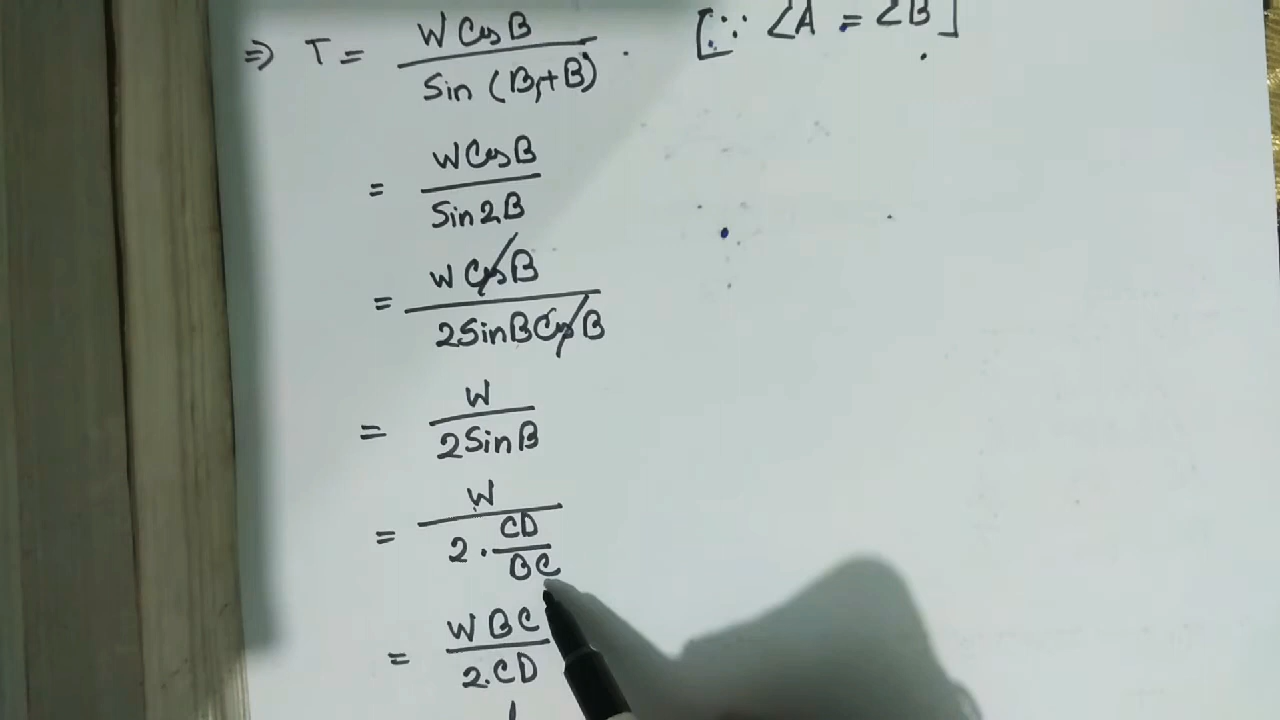 ⇒ T = W Cos B / Sin (B+B) . [∵ ∠A = ∠B]
= W Cos B / Sin 2B
= W Cos B / 2 Sin B Cos B
= W / 2 Sin B
= W / 2 · CD / BC
= W BC / 2. CD